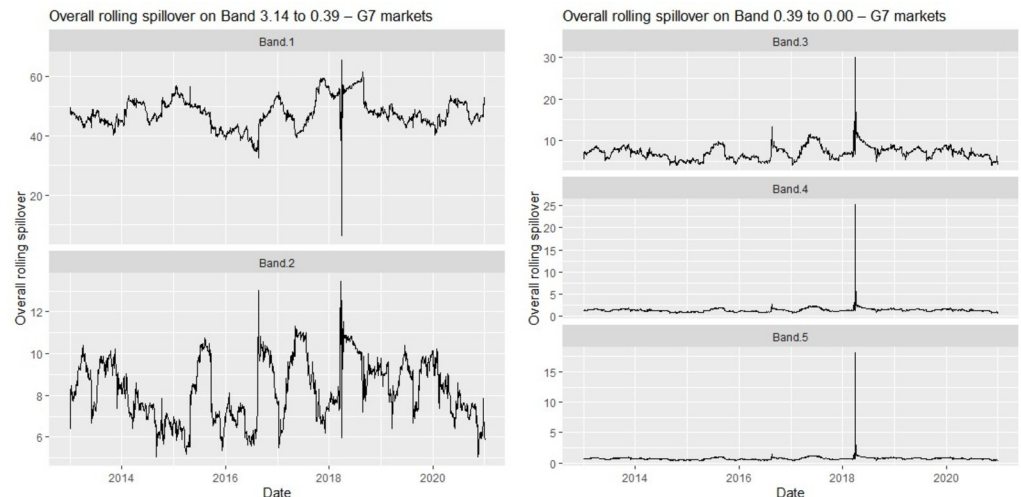 Overall rolling spillover on Band 3.14 to 0.39 – G7 markets
Band.1
60
40
20
Band.2
12
10
8
6
Overall rolling spillover
2014 2016 2018 2020
Date
Overall rolling spillover on Band 0.39 to 0.00 – G7 markets
Band.3
30
20
10
Band.4
25
20
15
10
5
0
Band.5
15
10
5
0
Overall rolling spillover
2014 2016 2018 2020
Date